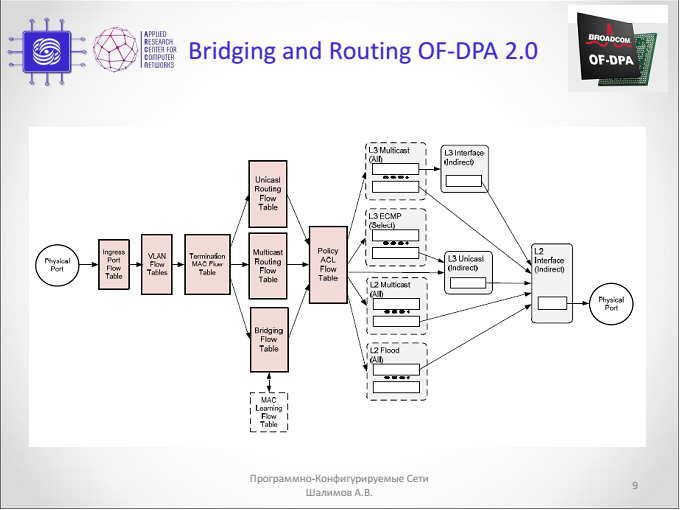 APPLIED
RESEARCH
CENTER FOR
COMPUTER
NETWORKS
Bridging and Routing OF-DPA 2.0
BROADCOM
OF-DPA
Physical
Port
Ingress
Port
Flow
Table
VLAN
Flow
Tables
Termination
MAC Flow
Table
Unicast
Routing
Flow
Table
Multicast
Routing
Flow
Table
Bridging
Flow
Table
MAC
Learning
Flow
Table
Policy
ACL
Flow
Table
L3 Multicast
(All)
L3 ECMP
(Select)
L2 Multicast
(All)
L2 Flood
(All)
L3 Interface
(Indirect)
L3 Unicast
(Indirect)
L2
Interface
(Indirect)
Physical
Port
Программно-Конфигурируемые Сети
Шалимов А.В.
9